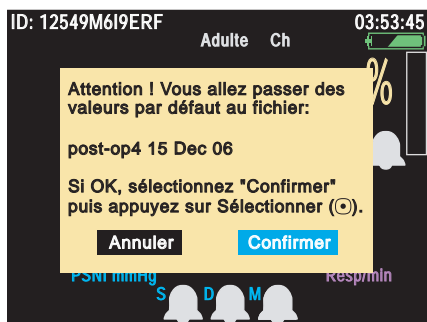 ID: 12549M6I9ERF
03:53:45
Adulte Ch
%
Attention ! Vous allez passer des
valeurs par défaut au fichier:
post-op4 15 Dec 06
Si OK, sélectionnez "Confirmer"
puis appuyez sur Sélectionner (⊙).
Annuler Confirmer
PSNI mmHg
Resp/min
S D M